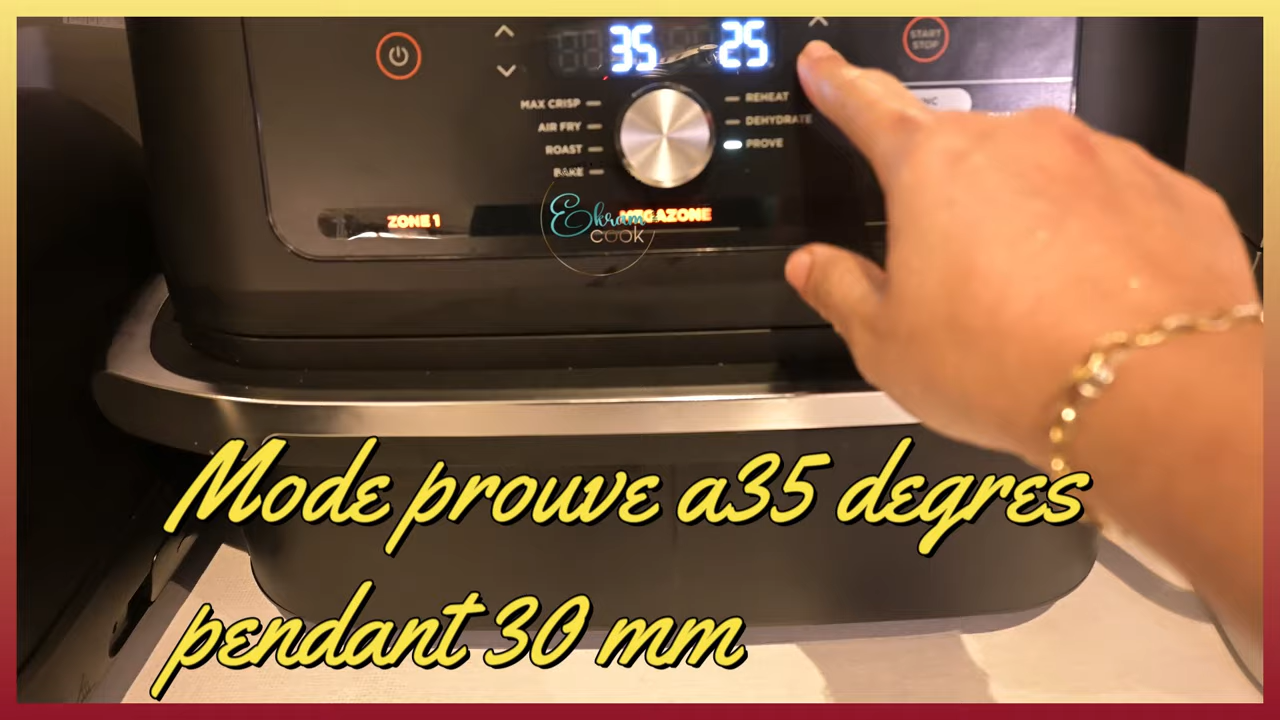 35 25
START
STOP
MAX CRISP
REHEAT
AIR FRY
DEHYDRATE
ROAST
PROVE
BAKE
ZONE 1
MEGAZONE
Ekram
cook
Mode prouve a35 degres
pendant 30 mm